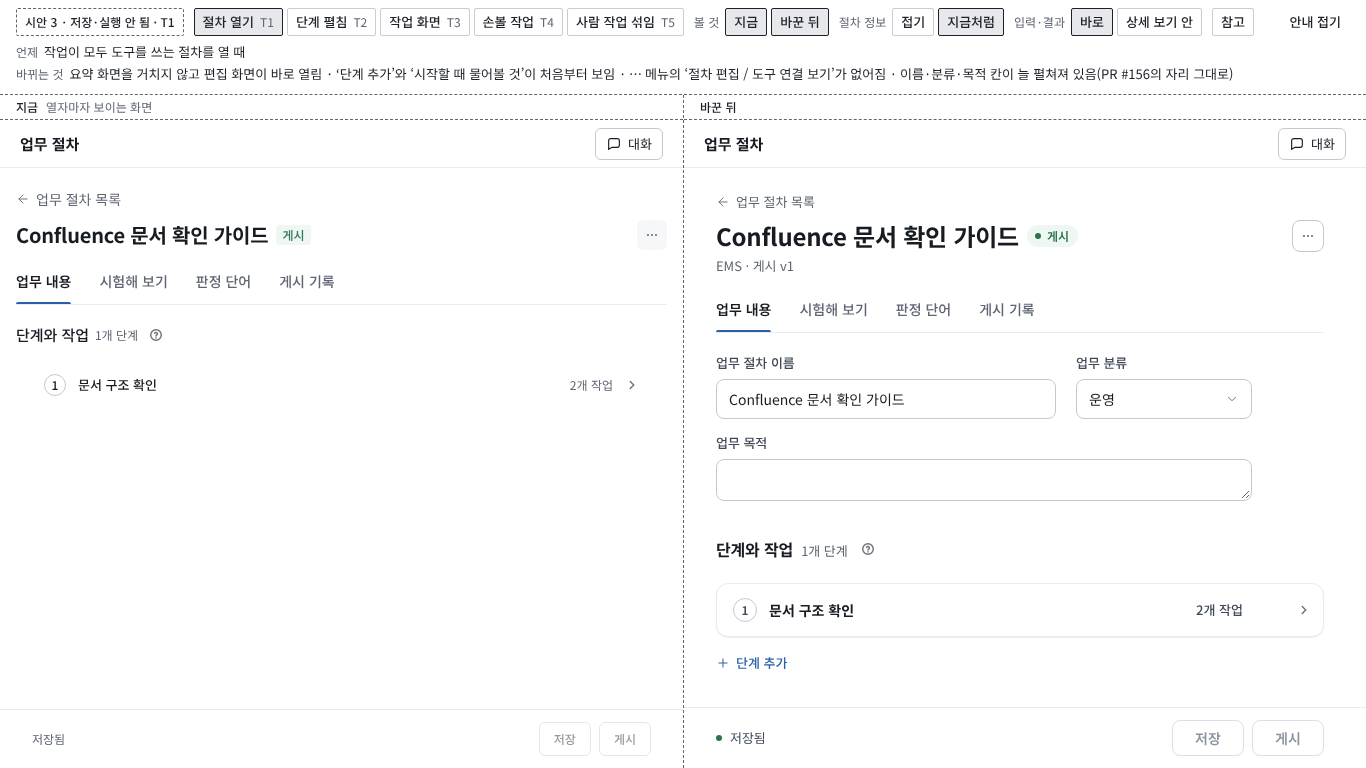 시안 3 · 저장·실행 안 됨 · T1
절차 열기 T1 단계 펼침 T2 작업 화면 T3 손볼 작업 T4 사람 작업 섞임 T5 볼 것 지금 바꾼 뒤 절차 정보 접기 지금처럼 입력·결과 바로 상세 보기 안 참고 안내 접기
언제 작업이 모두 도구를 쓰는 절차를 열 때
바뀌는 것 요약 화면을 거치지 않고 편집 화면이 바로 열림 · ‘단계 추가’와 ‘시작할 때 물어볼 것’이 처음부터 보임 · ··· 메뉴의 ‘절차 편집 / 도구 연결 보기’가 없어짐 · 이름·분류·목적 칸이 늘 펼쳐져 있음(PR #156의 자리 그대로)
지금 열자마자 보이는 화면
업무 절차
대화
← 업무 절차 목록
Confluence 문서 확인 가이드 게시
···
업무 내용 시험해 보기 판정 단어 게시 기록
단계와 작업 1개 단계
1 문서 구조 확인 2개 작업
저장됨
저장 게시
바꾼 뒤
업무 절차
대화
← 업무 절차 목록
Confluence 문서 확인 가이드 게시
···
EMS · 게시 v1
업무 내용 시험해 보기 판정 단어 게시 기록
업무 절차 이름 업무 분류
Confluence 문서 확인 가이드 운영
업무 목적
단계와 작업 1개 단계
1 문서 구조 확인 2개 작업
+ 단계 추가
저장됨
저장 게시